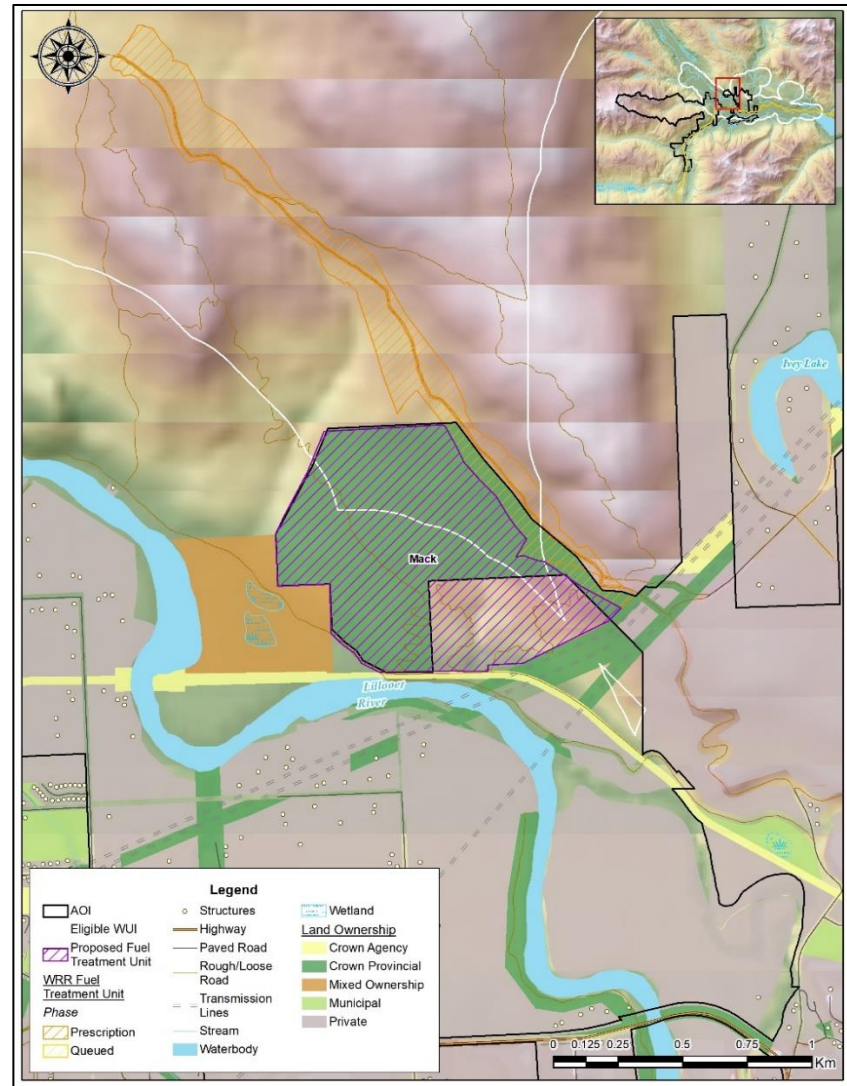 Ivey Lake
Mack
Lillooet
River
Legend
AOI
Eligible WUI
Proposed Fuel
Treatment Unit
WRR Fuel
Treatment Unit
Phase
Prescription
Queued
Structures
Highway
Paved Road
Rough/Loose
Road
Transmission
Lines
Stream
Waterbody
Wetland
Land Ownership
Crown Agency
Crown Provincial
Mixed Ownership
Municipal
Private
0 0.125 0.25 0.5 0.75 1
Km